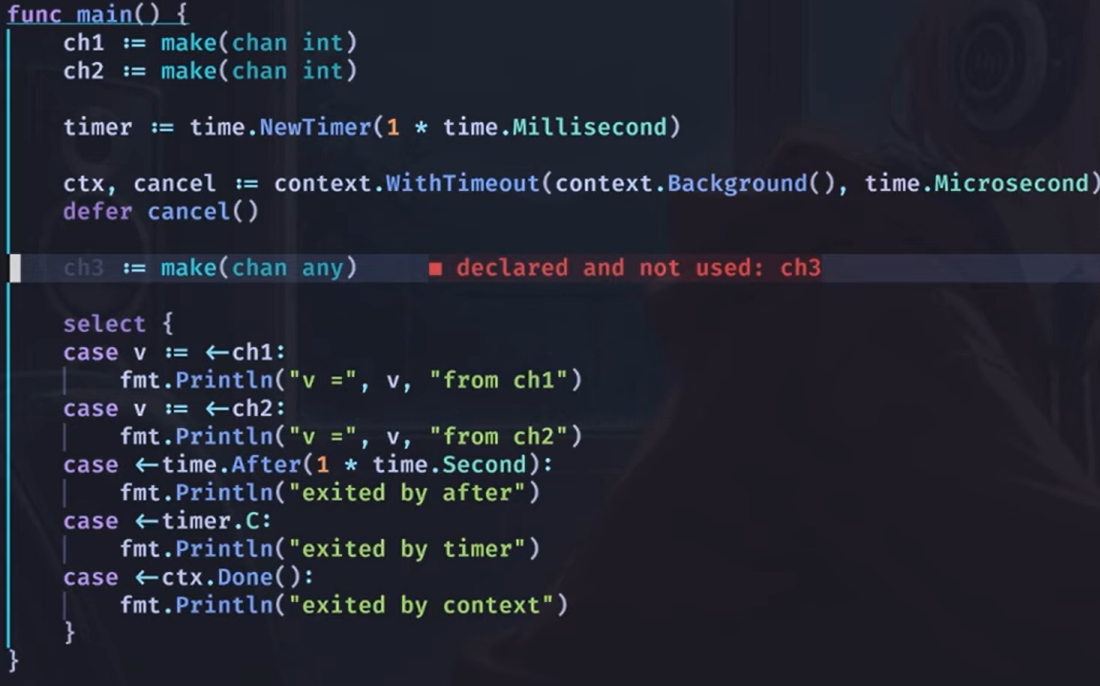 func main() {
    ch1 := make(chan int)
    ch2 := make(chan int)
    timer := time.NewTimer(1 * time.Millisecond)
    ctx, cancel := context.WithTimeout(context.Background(), time.Microsecond)
    defer cancel()
    ch3 := make(chan any)     ■ declared and not used: ch3
    select {
    case v := <-ch1:
        fmt.Println("v =", v, "from ch1")
    case v := <-ch2:
        fmt.Println("v =", v, "from ch2")
    case <-time.After(1 * time.Second):
        fmt.Println("exited by after")
    case <-timer.C:
        fmt.Println("exited by timer")
    case <-ctx.Done():
        fmt.Println("exited by context")
    }
}